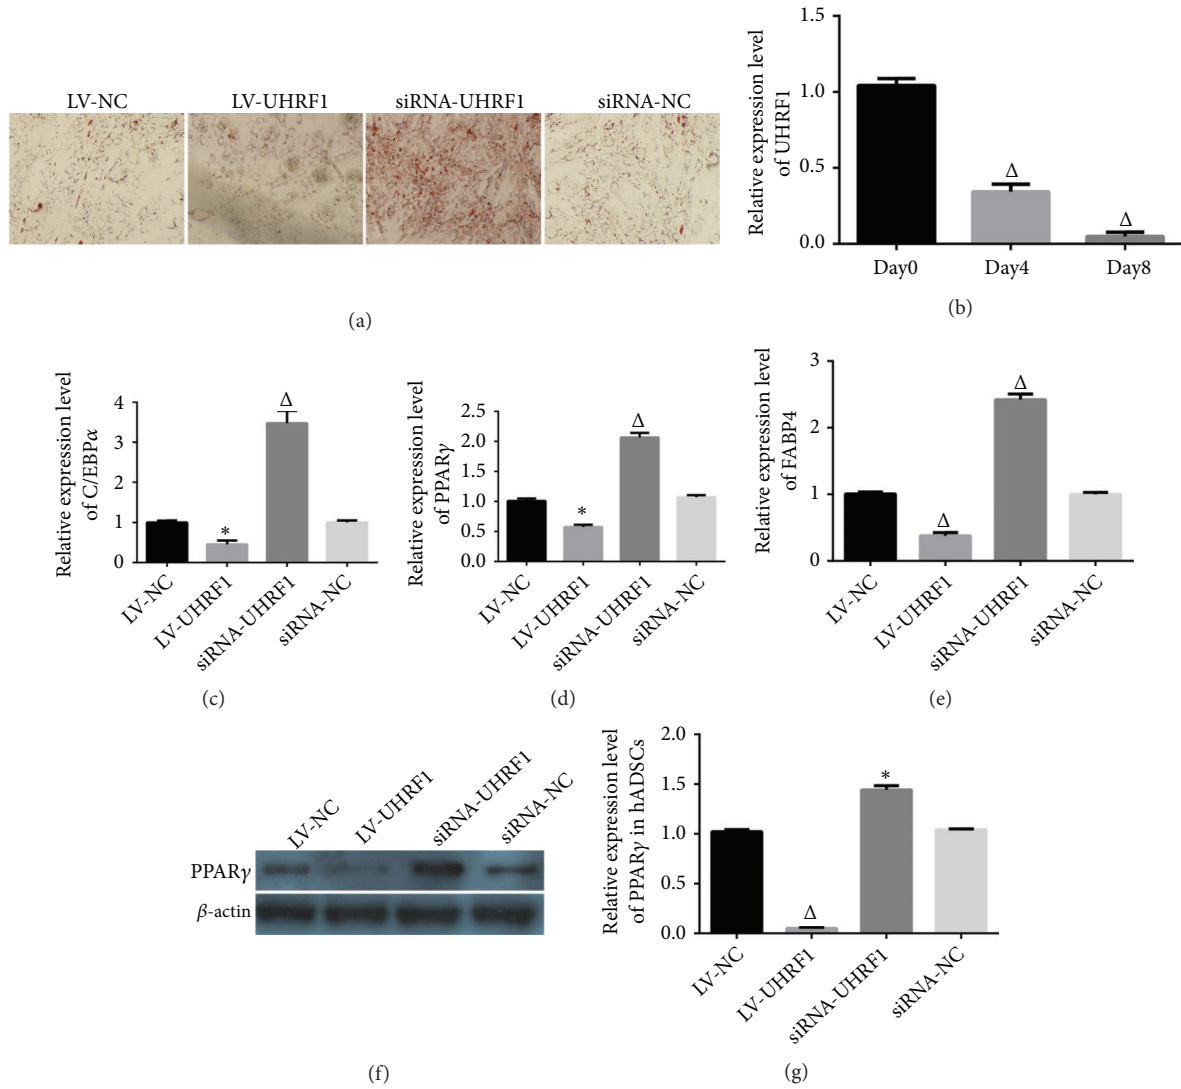 LV-NC
LV-UHRF1
siRNA-UHRF1
siRNA-NC
(a)
Relative expression level
of UHRF1
1.5
1.0
0.5
0.0
Δ
Δ
Day0
Day4
Day8
(b)
Relative expression level
of C/EBPα
4
3
2
1
0
*
Δ
LV-NC
LV-UHRF1
siRNA-UHRF1
siRNA-NC
(c)
Relative expression level
of PPARγ
2.5
2.0
1.5
1.0
0.5
0.0
*
Δ
LV-NC
LV-UHRF1
siRNA-UHRF1
siRNA-NC
(d)
Relative expression level
of FABP4
3
2
1
0
Δ
Δ
LV-NC
LV-UHRF1
siRNA-UHRF1
siRNA-NC
(e)
LV-NC
LV-UHRF1
siRNA-UHRF1
siRNA-NC
PPARγ
β-actin
(f)
Relative expression level
of PPARγ in hADSCs
2.0
1.5
1.0
0.5
0.0
Δ
*
LV-NC
LV-UHRF1
siRNA-UHRF1
siRNA-NC
(g)